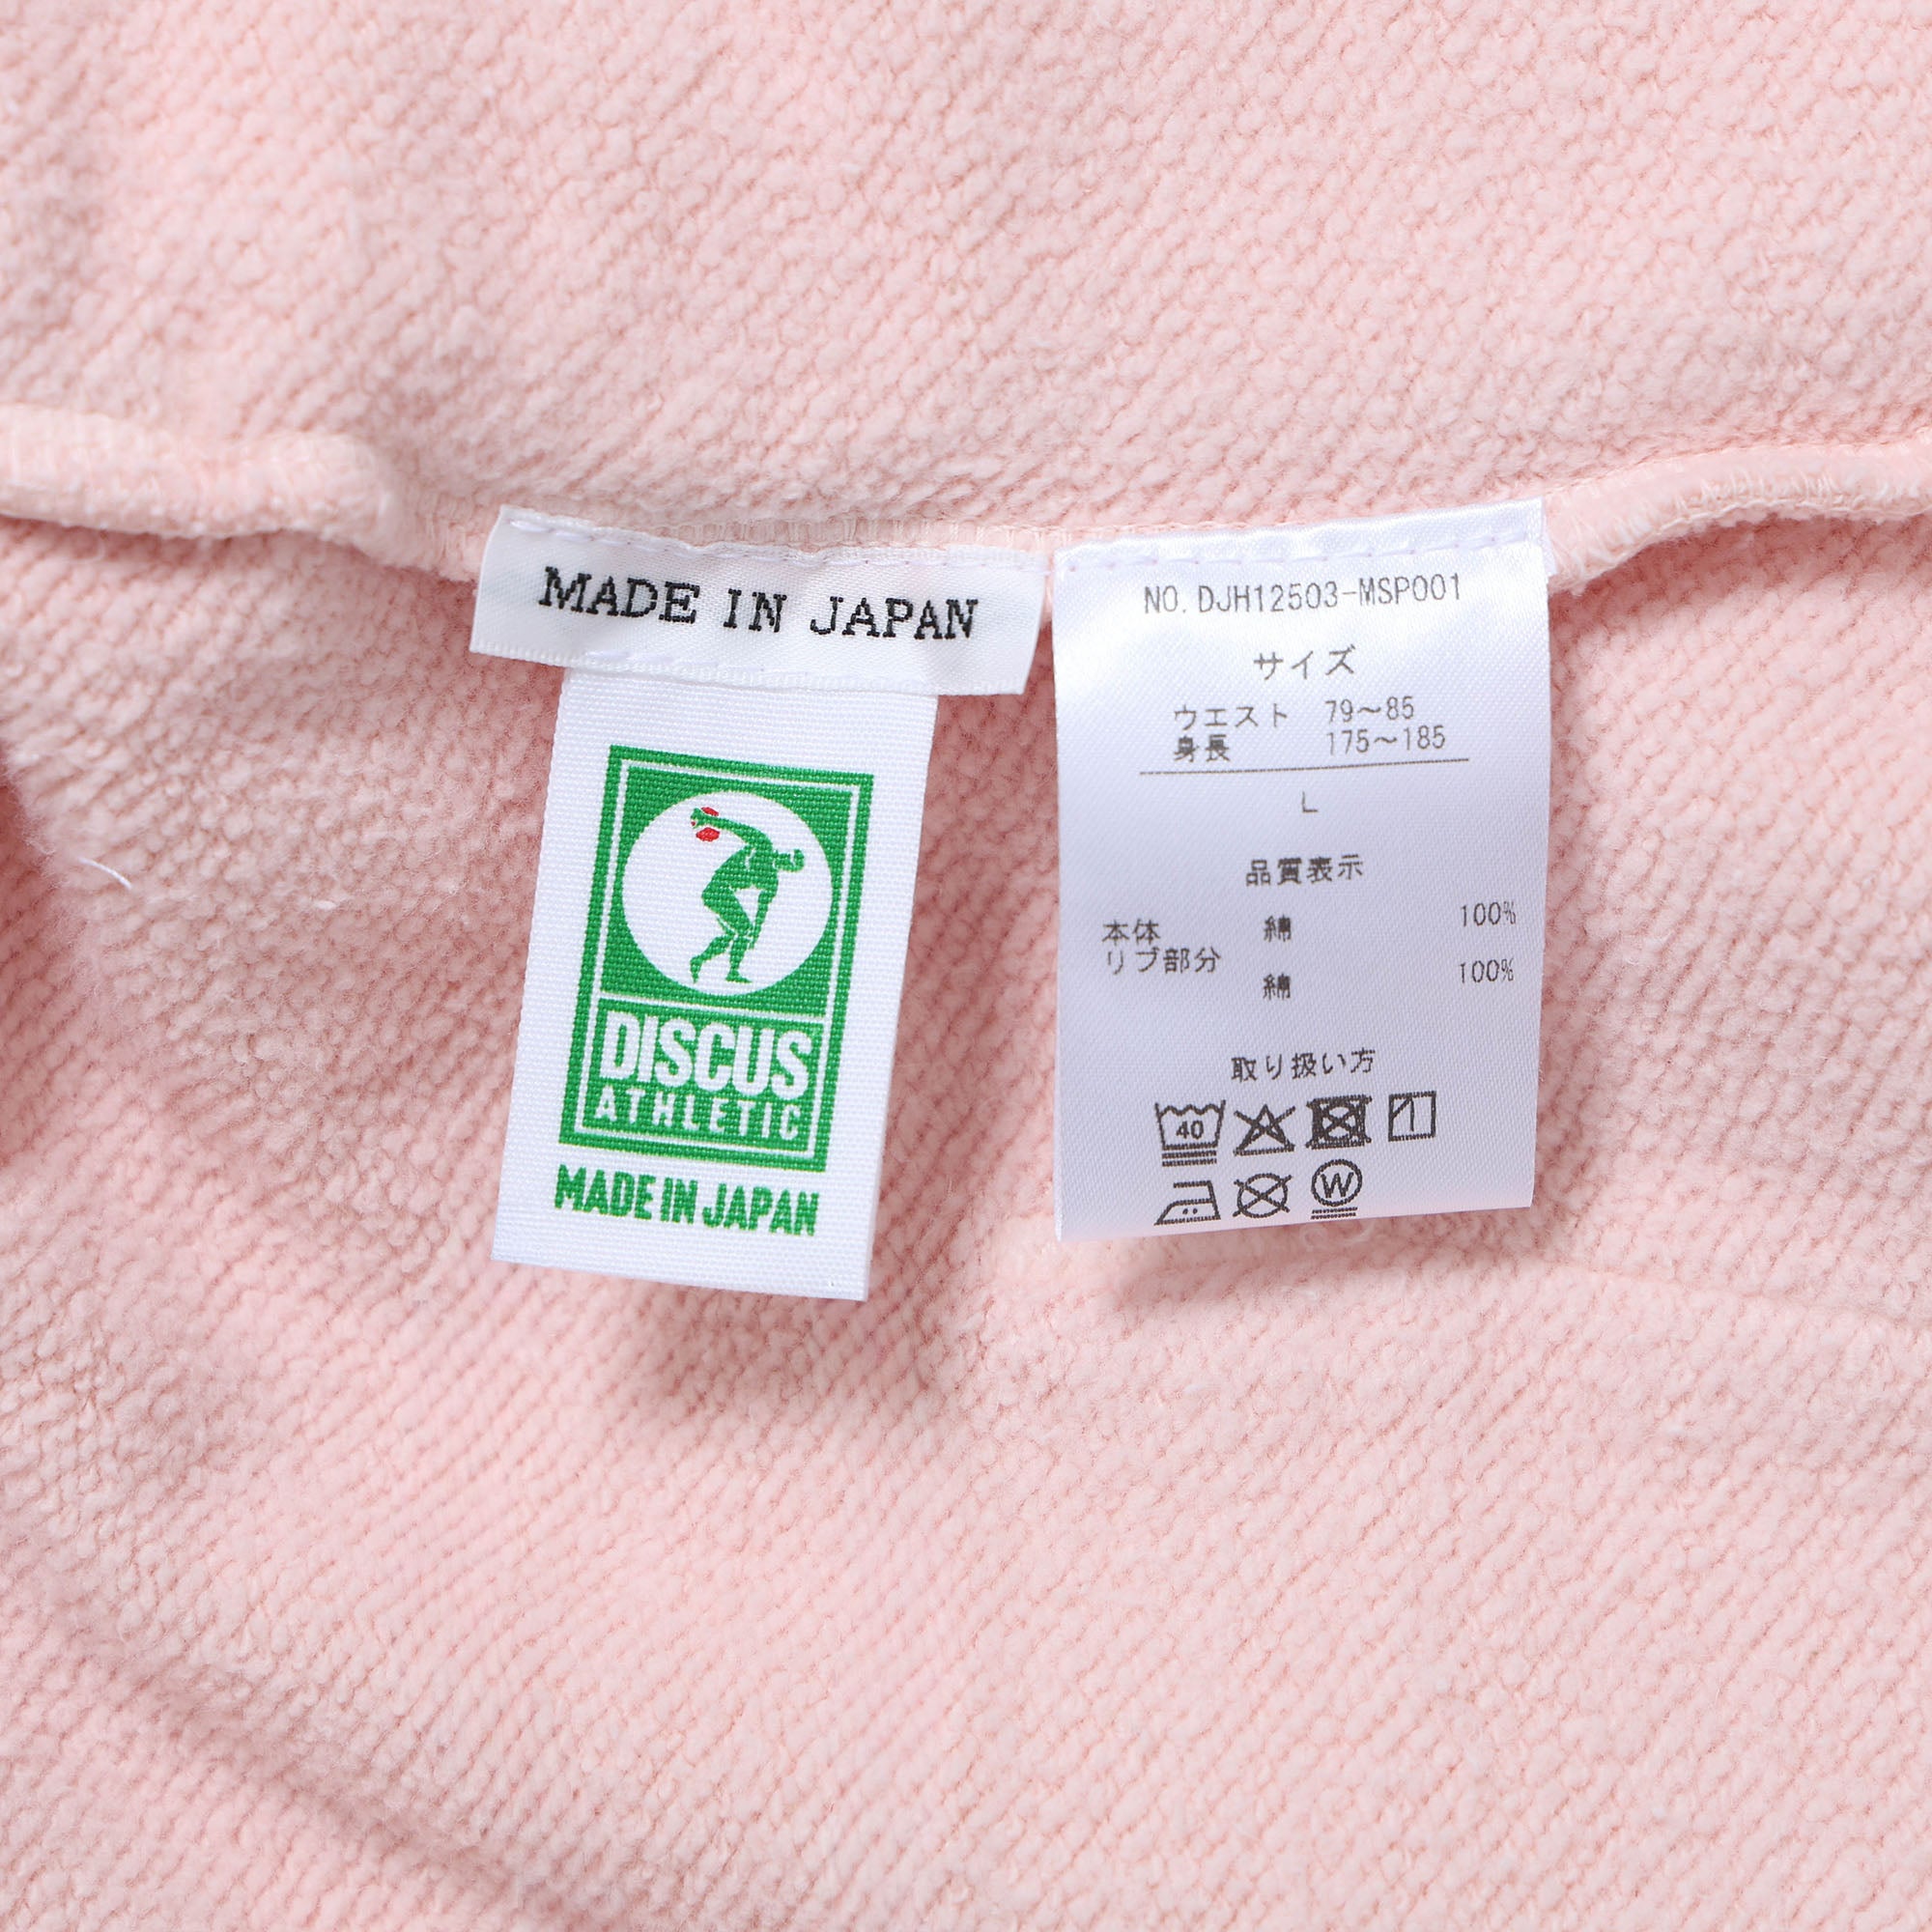 MADE IN JAPAN
DISCUS
ATHLETIC
MADE IN JAPAN
NO. DJH12503-MSP001
サイズ
ウエスト 79～85
身長 175～185
L
品質表示
本体 綿 100%
リブ部分
綿 100%
取り扱い方
40
W